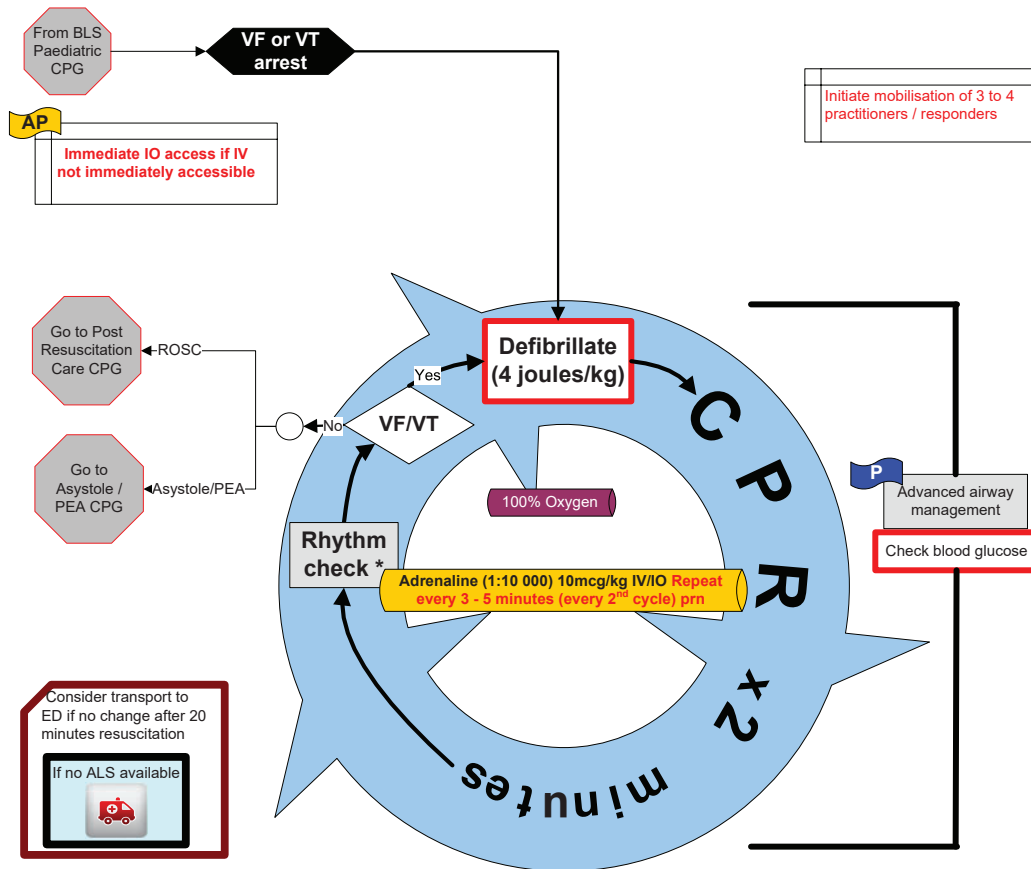 From BLS
Paediatric
CPG
VF or VT
arrest
Initiate mobilisation of 3 to 4
practitioners / responders
AP
Immediate IO access if IV
not immediately accessible
Go to Post
Resuscitation
Care CPG
ROSC
Yes
Defibrillate
(4 joules/kg)
No
VF/VT
Go to
Asystole /
PEA CPG
Asystole/PEA
100% Oxygen
CPR x2 minutes
P
Advanced airway
management
Check blood glucose
Rhythm
check *
Adrenaline (1:10 000) 10mcg/kg IV/IO Repeat
every 3 - 5 minutes (every 2nd cycle) prn
Consider transport to
ED if no change after 20
minutes resuscitation
If no ALS available